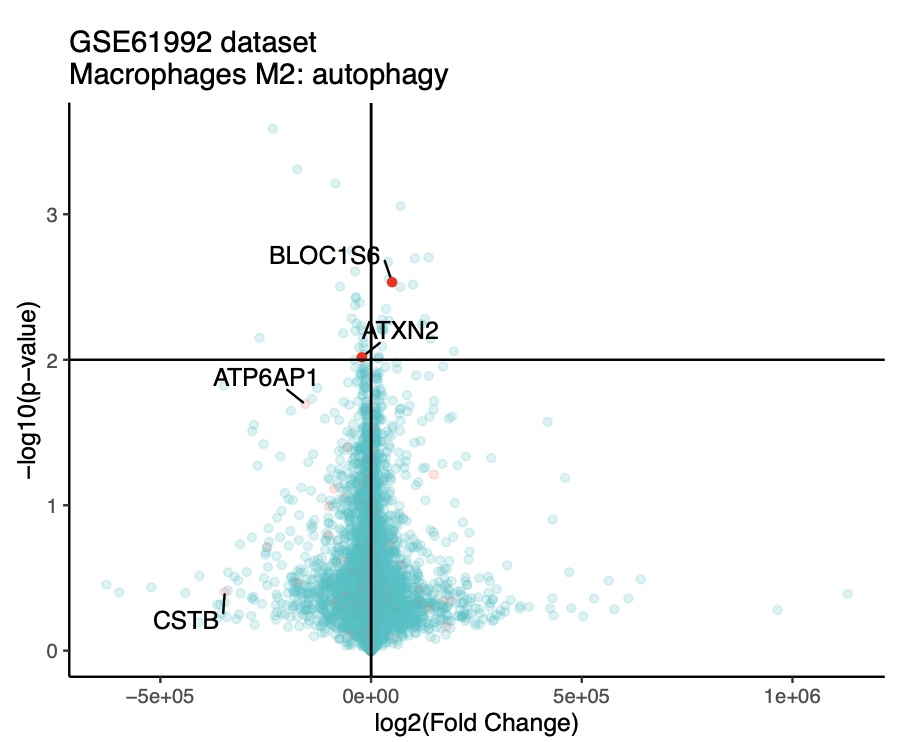 GSE61992 dataset
Macrophages M2: autophagy
3
BLOC1S6
ATXN2
2
ATP6AP1
−log10(p−value)
1
CSTB
0
−5e+05 0e+00 5e+05 1e+06
log2(Fold Change)